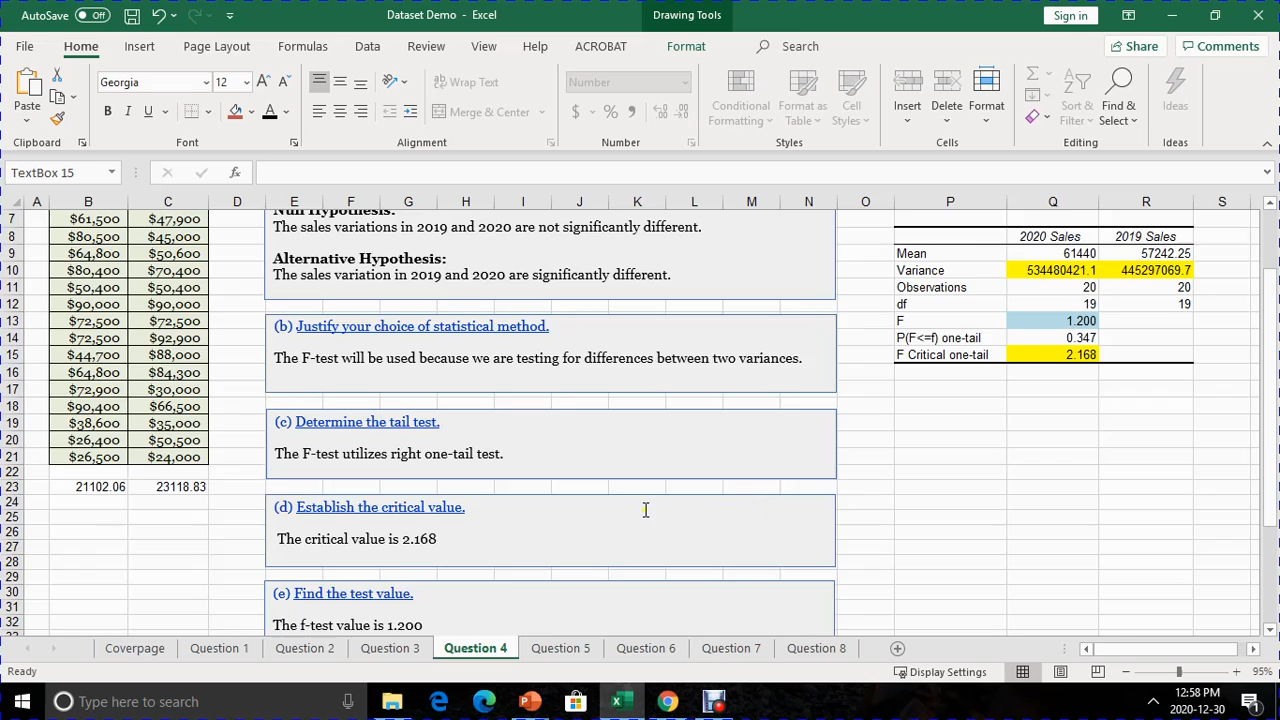 AutoSave Off Dataset Demo - Excel Drawing Tools Sign in
File Home Insert Page Layout Formulas Data Review View Help ACROBAT Format Search Share Comments
Paste Georgia 12 Wrap Text Number Conditional Formatting Format as Table Cell Styles Insert Delete Format Sort & Filter Find & Select Ideas
B I U A Merge & Center $ %
Clipboard Font Alignment Number Styles Cells Editing Ideas
TextBox 15 fx
A B C D E F G H I J K L M N O P Q R S
7 $61,500 $47,900
8 $80,500 $45,000
9 $64,800 $50,600
10 $80,400 $70,400
11 $50,400 $50,400
12 $90,000 $90,000
13 $72,500 $72,500
14 $72,500 $92,900
15 $44,700 $88,000
16 $64,800 $84,300
17 $72,900 $30,000
18 $90,400 $66,500
19 $38,600 $35,000
20 $26,400 $50,500
21 $26,500 $24,000
22
23 21102.06 23118.83
24
25
26
27
28
29
30
31
32
Null Hypothesis:
The sales variations in 2019 and 2020 are not significantly different.
Alternative Hypothesis:
The sales variation in 2019 and 2020 are significantly different.
(b) Justify your choice of statistical method.
The F-test will be used because we are testing for differences between two variances.
(c) Determine the tail test.
The F-test utilizes right one-tail test.
(d) Establish the critical value.
The critical value is 2.168
(e) Find the test value.
The f-test value is 1.200
2020 Sales 2019 Sales
Mean 61440 57242.25
Variance 534480421.1 445297069.7
Observations 20 20
df 19 19
F 1.200
P(F<=f) one-tail 0.347
F Critical one-tail 2.168
Coverpage Question 1 Question 2 Question 3 Question 4 Question 5 Question 6 Question 7 Question 8
Ready Display Settings 95%
Type here to search 12:58 PM
2020-12-30 1